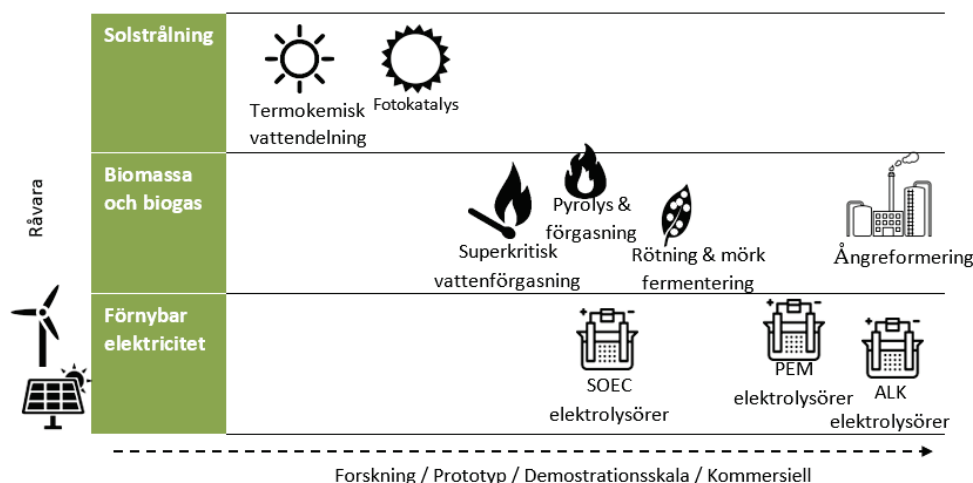 Solstrålning
Termokemisk
vattendelning
Fotokatalys
Råvara
Biomassa
och biogas
Superkritisk
vattenförgasning
Pyrolys &
förgasning
Rötning & mörk
fermentering
Ångreformering
Förnybar
elektricitet
SOEC
elektrolysörer
PEM
elektrolysörer
ALK
elektrolysörer
Forskning / Prototyp / Demostrationsskala / Kommersiell